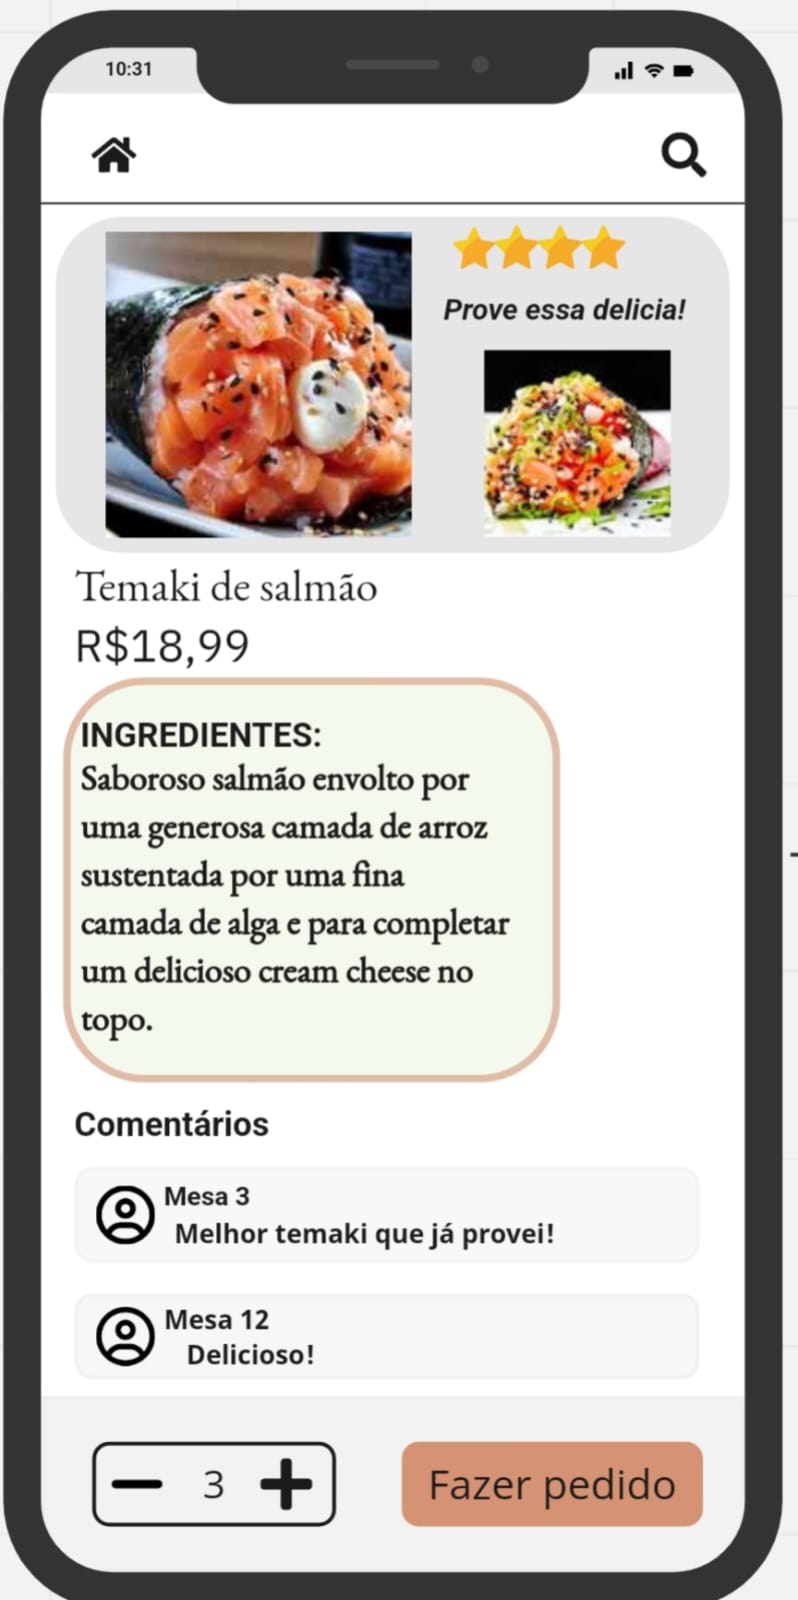 10:31
Prove essa delicia!
Temaki de salmão
R$18,99
INGREDIENTES:
Saboroso salmão envolto por
uma generosa camada de arroz
sustentada por uma fina
camada de alga e para completar
um delicioso cream cheese no
topo.
Comentários
Mesa 3
Melhor temaki que já provei!
Mesa 12
Delicioso!
3
Fazer pedido